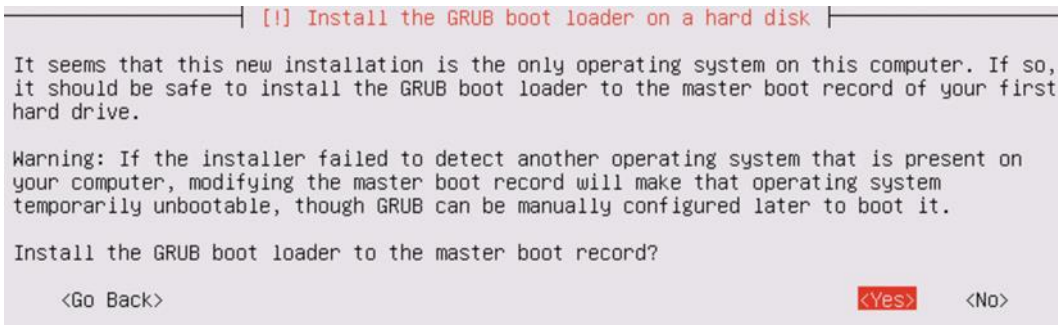 [!] Install the GRUB boot loader on a hard disk
It seems that this new installation is the only operating system on this computer. If so,
it should be safe to install the GRUB boot loader to the master boot record of your first
hard drive.
Warning: If the installer failed to detect another operating system that is present on
your computer, modifying the master boot record will make that operating system
temporarily unbootable, though GRUB can be manually configured later to boot it.
Install the GRUB boot loader to the master boot record?
<Go Back> <Yes> <No>